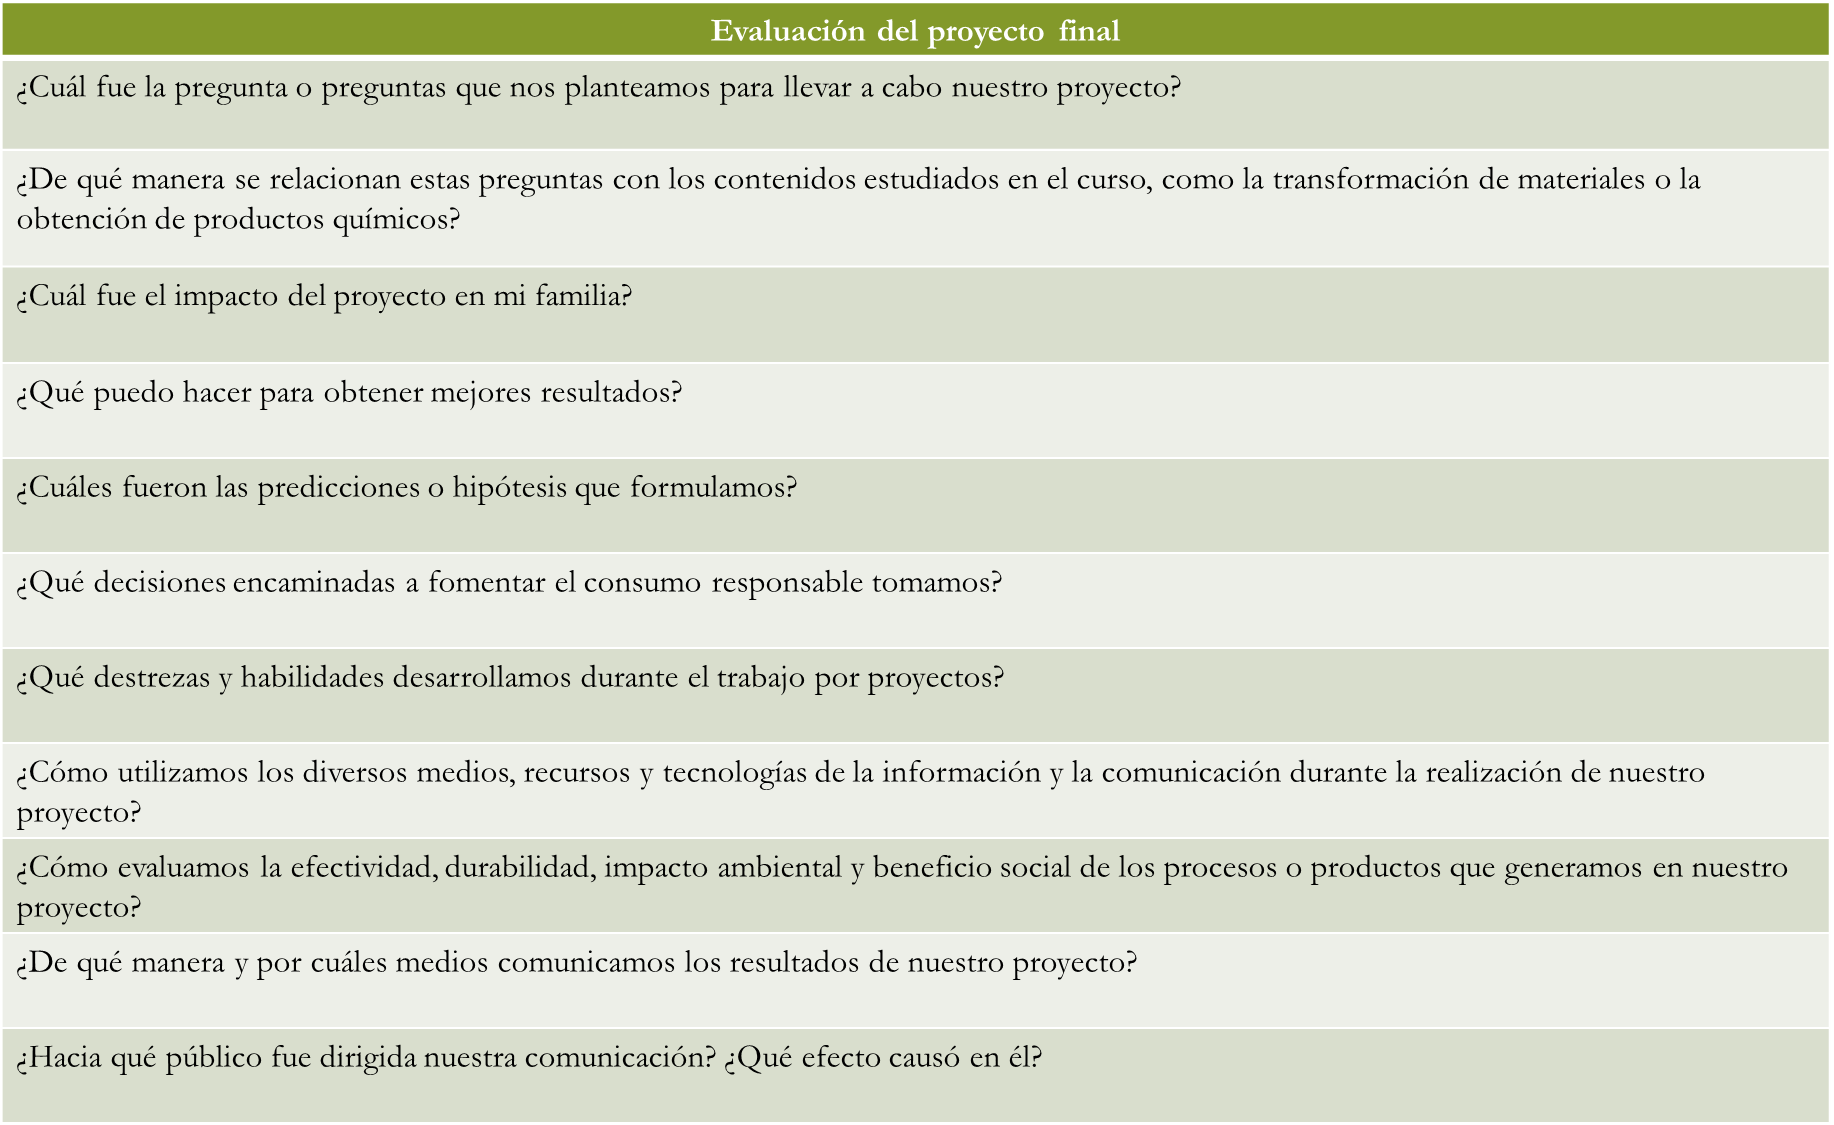 Evaluación del proyecto final
¿Cuál fue la pregunta o preguntas que nos planteamos para llevar a cabo nuestro proyecto?
¿De qué manera se relacionan estas preguntas con los contenidos estudiados en el curso, como la transformación de materiales o la
obtención de productos químicos?
¿Cuál fue el impacto del proyecto en mi familia?
¿Qué puedo hacer para obtener mejores resultados?
¿Cuáles fueron las predicciones o hipótesis que formulamos?
¿Qué decisiones encaminadas a fomentar el consumo responsable tomamos?
¿Qué destrezas y habilidades desarrollamos durante el trabajo por proyectos?
¿Cómo utilizamos los diversos medios, recursos y tecnologías de la información y la comunicación durante la realización de nuestro
proyecto?
¿Cómo evaluamos la efectividad, durabilidad, impacto ambiental y beneficio social de los procesos o productos que generamos en nuestro
proyecto?
¿De qué manera y por cuáles medios comunicamos los resultados de nuestro proyecto?
¿Hacia qué público fue dirigida nuestra comunicación? ¿Qué efecto causó en él?